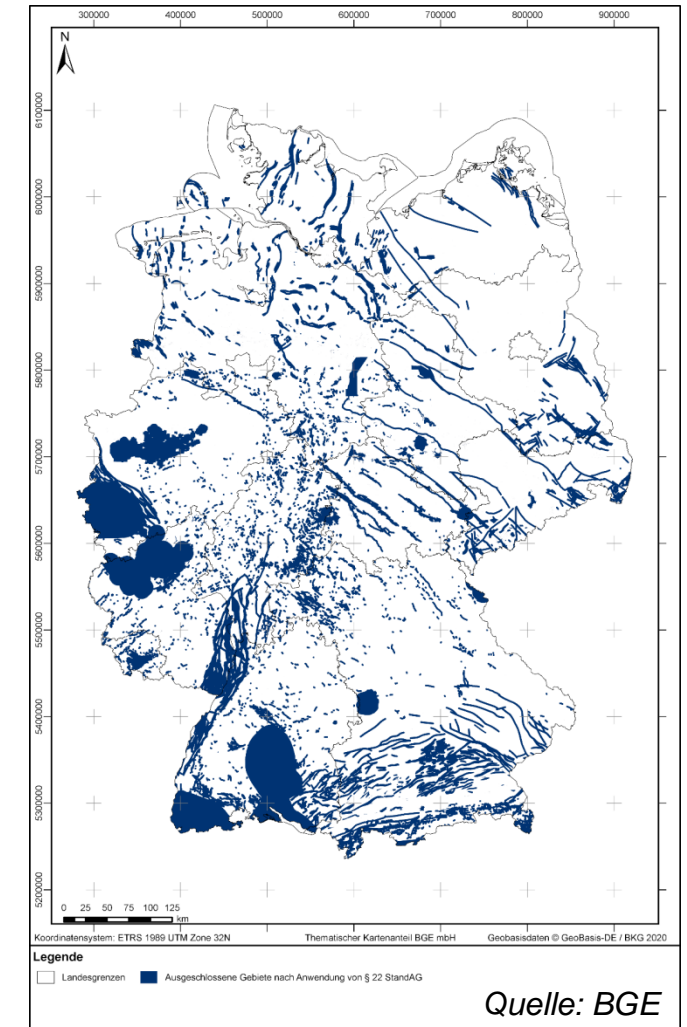 300000 400000 500000 600000 700000 800000 900000
N
6100000
6000000
5900000
5800000
5700000
5600000
5500000
5400000
5300000
5200000
0 25 50 75 100 125
km
Koordinatensystem: ETRS 1989 UTM Zone 32N Thematischer Kartenanteil BGE mbH Geobasisdaten © GeoBasis-DE / BKG 2020
Legende
Landesgrenzen Ausgeschlossene Gebiete nach Anwendung von § 22 StandAG
Quelle: BGE